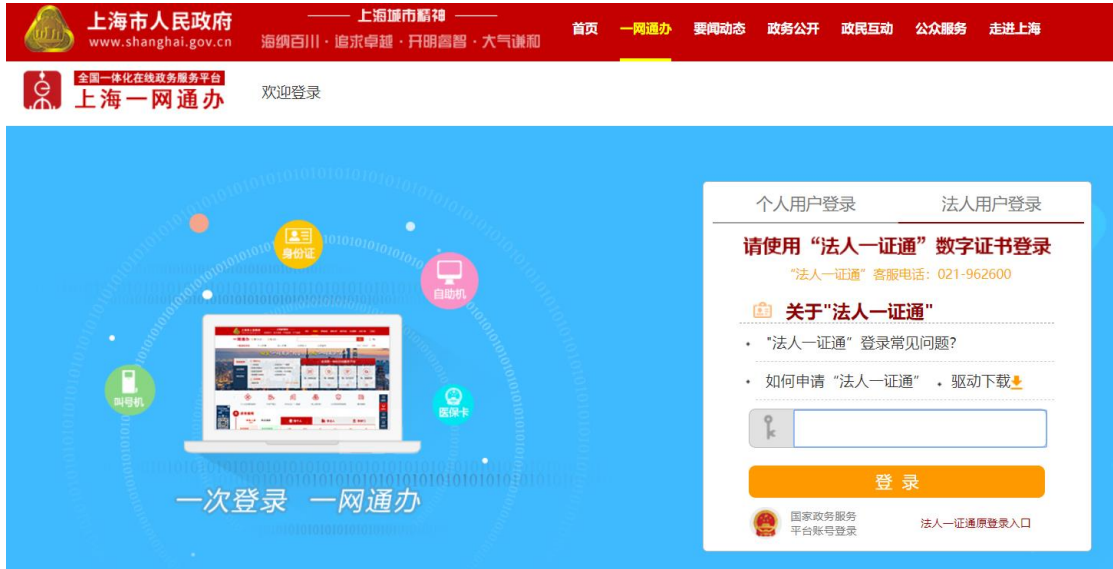 上海市人民政府
www.shanghai.gov.cn
上海城市精神
海纳百川·追求卓越·开明睿智·大气谦和
首页 一网通办 要闻动态 政务公开 政民互动 公众服务 走进上海
全国一体化在线政务服务平台
上海一网通办
欢迎登录
身份证
自助机
叫号机
医保卡
一次登录 一网通办
个人用户登录 法人用户登录
请使用“法人一证通”数字证书登录
“法人一证通”客服电话：021-962600
关于"法人一证通"
• "法人一证通”登录常见问题?
• 如何申请“法人一证通” • 驱动下载
登 录
国家政务服务
平台账号登录
法人一证通原登录入口